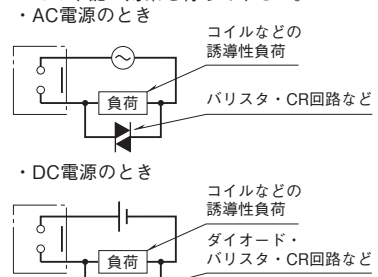 ・AC電源のとき
コイルなどの
誘導性負荷
負荷
バリスタ・CR回路など
・DC電源のとき
コイルなどの
誘導性負荷
ダイオード・
負荷
バリスタ・CR回路など